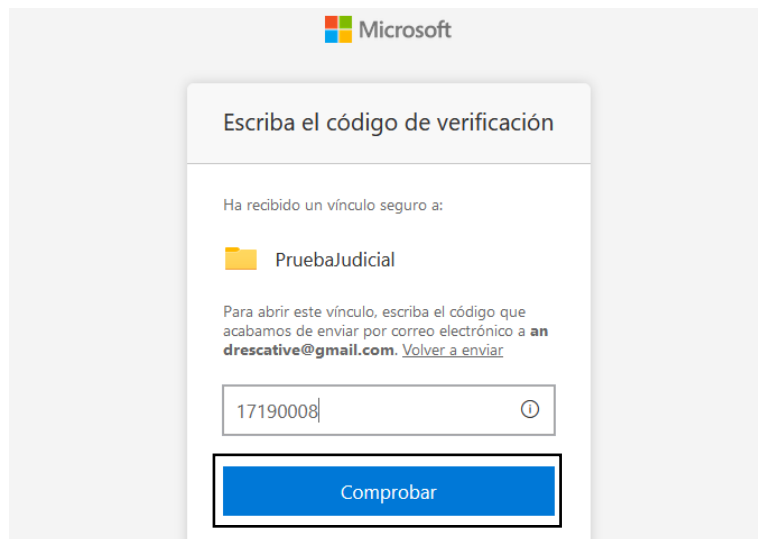 Microsoft
Escriba el código de verificación
Ha recibido un vínculo seguro a:
PruebaJudicial
Para abrir este vínculo, escriba el código que
acabamos de enviar por correo electrónico a an
drescative@gmail.com. Volver a enviar
17190008
Comprobar